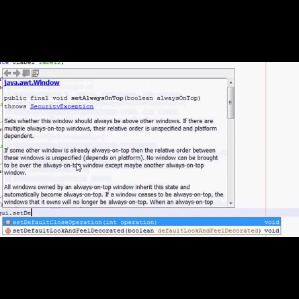 java.awt.Window
public final void setAlwaysOnTop(boolean alwaysOnTop)
throws SecurityException
Sets whether this window should always be above other windows. If there are
multiple always-on-top windows, their relative order is unspecified and platform
dependent.
If some other window is already always-on-top then the relative order between
these windows is unspecified (depends on platform). No window can be brought
to be over the always-on-top window except maybe another always-on-top
window.
All windows owned by an always-on-top window inherit this state and
automatically become always-on-top. If a window ceases to be always-on-top, the
windows that it owns will no longer be always-on-top. When an always-on-top
gui.setDe
setDefaultCloseOperation(int operation) void
setDefaultLookAndFeelDecorated(boolean defaultLookAndFeelDecorated) void